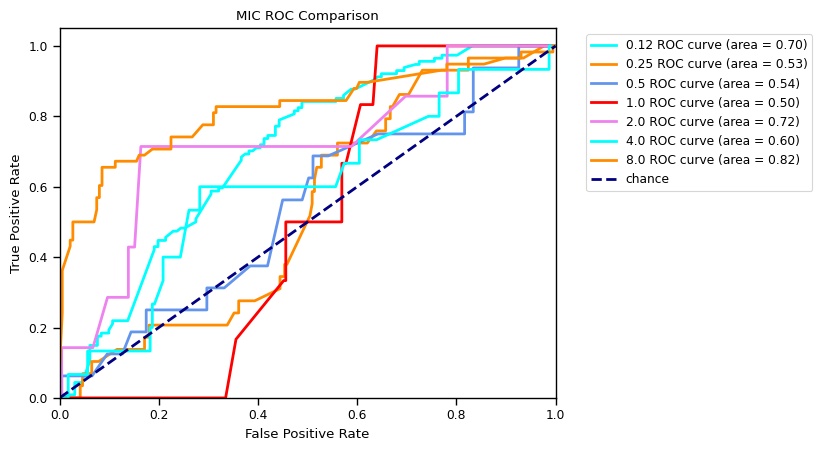 MIC ROC Comparison
True Positive Rate
1.0
0.8
0.6
0.4
0.2
0.0
0.0 0.2 0.4 0.6 0.8 1.0
False Positive Rate
0.12 ROC curve (area = 0.70)
0.25 ROC curve (area = 0.53)
0.5 ROC curve (area = 0.54)
1.0 ROC curve (area = 0.50)
2.0 ROC curve (area = 0.72)
4.0 ROC curve (area = 0.60)
8.0 ROC curve (area = 0.82)
chance